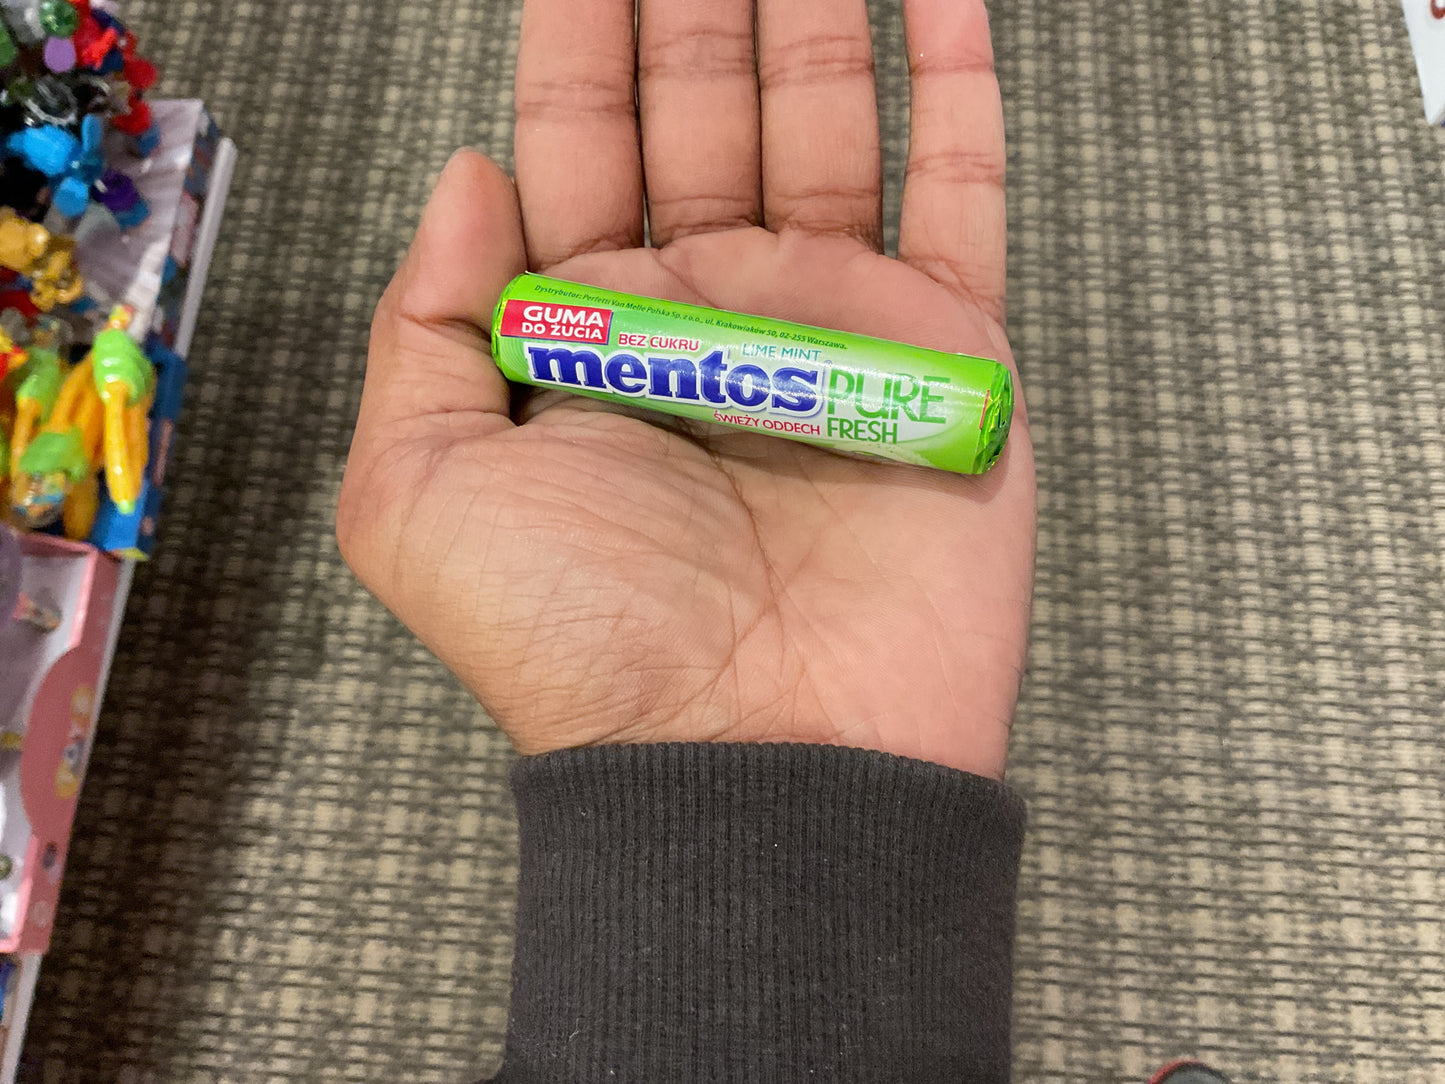 Dystrybutor: Perfetti Van Melle Polska Sp. z o.o., ul. Krakowiaków 50, 02-255 Warszawa.
GUMA
DO ŻUCIA
BEZ CUKRU
LIME MINT
mentos
PURE
FRESH
ŚWIEŻY ODDECH